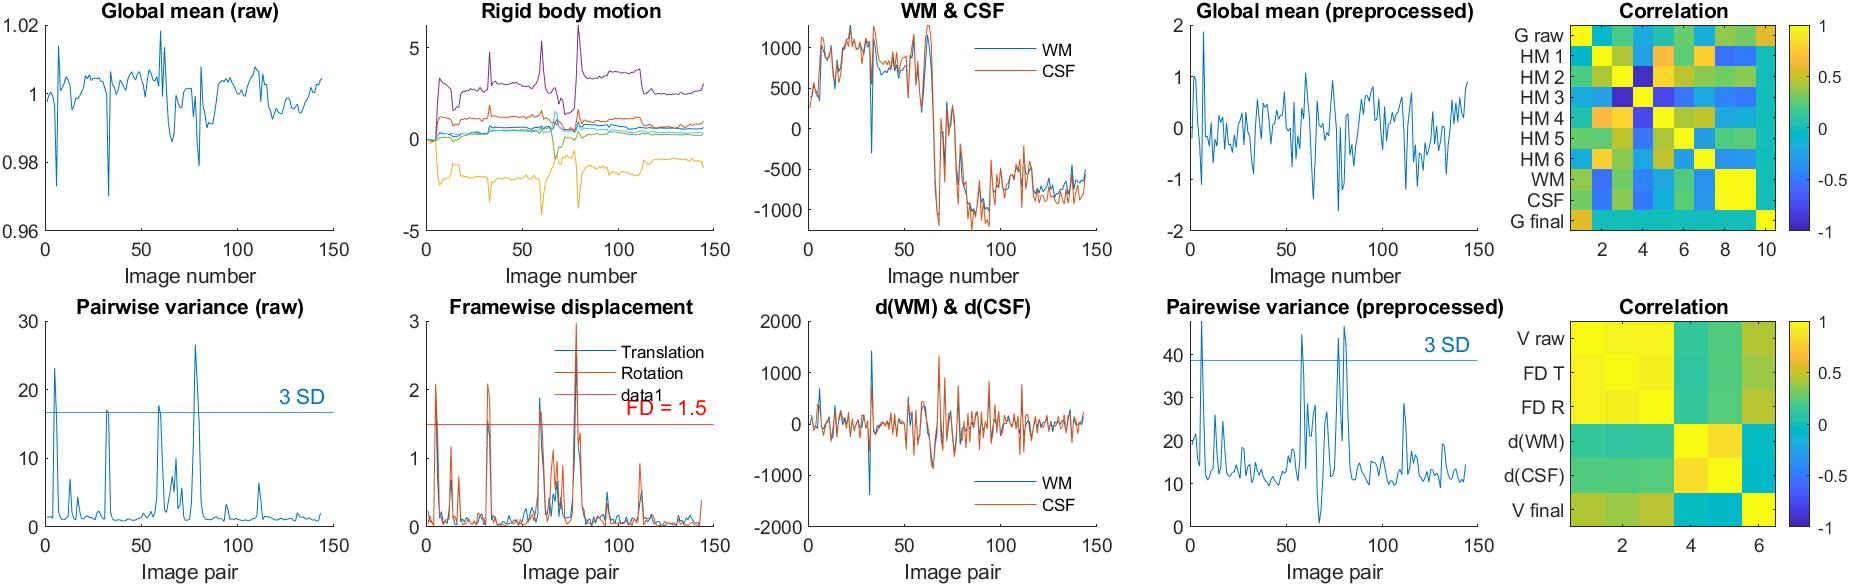 Global mean (raw)
1.02
1
0.98
0.96
0 50 100 150
Image number
Rigid body motion
5
0
-5
0 50 100 150
Image number
WM & CSF
1000
500
0
-500
-1000
WM
CSF
0 50 100 150
Image number
Global mean (preprocessed)
2
1
0
-1
-2
0 50 100 150
Image number
Correlation
G raw
HM 1
HM 2
HM 3
HM 4
HM 5
HM 6
WM
CSF
G final
2 4 6 8 10
1
0.5
0
-0.5
-1
Pairwise variance (raw)
30
20
10
0
3 SD
0 50 100 150
Image pair
Framewise displacement
3
2
1
0
Translation
Rotation
data1
FD = 1.5
0 50 100 150
Image pair
d(WM) & d(CSF)
2000
1000
0
-1000
-2000
WM
CSF
0 50 100 150
Image pair
Pairewise variance (preprocessed)
40
30
20
10
0
3 SD
0 50 100 150
Image pair
Correlation
V raw
FD T
FD R
d(WM)
d(CSF)
V final
2 4 6
1
0.5
0
-0.5
-1